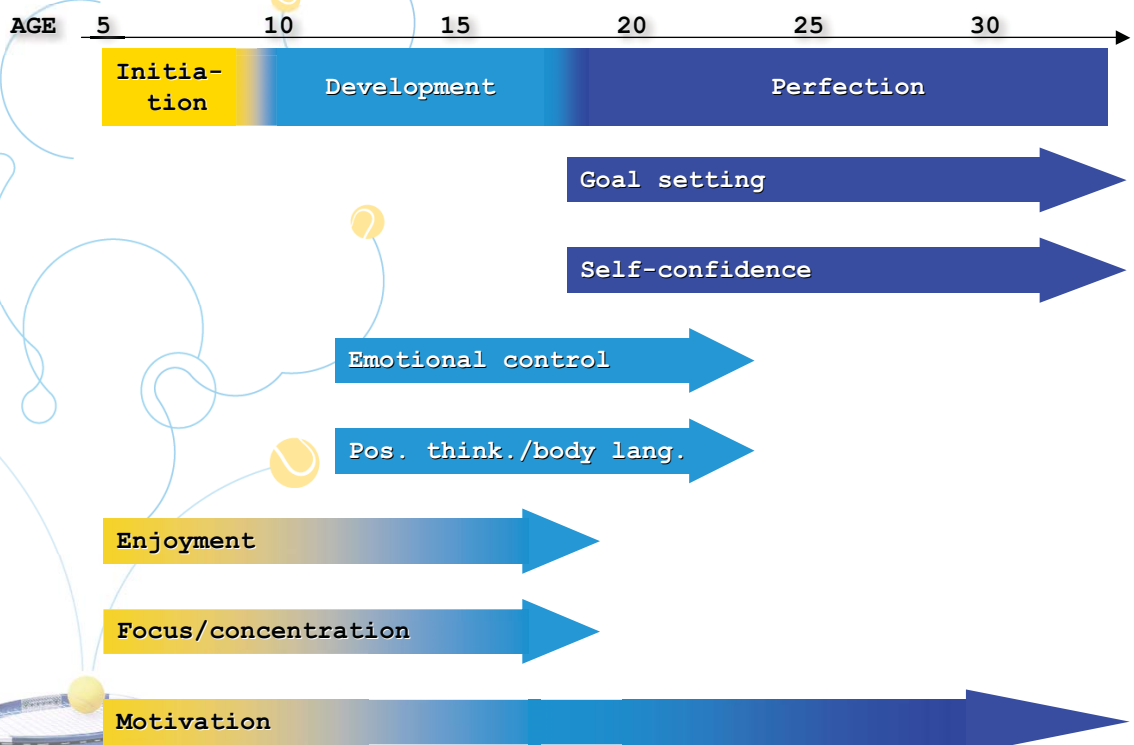 AGE 5 10 15 20 25 30
Initia-
tion
Development
Perfection
Goal setting
Self-confidence
Emotional control
Pos. think./body lang.
Enjoyment
Focus/concentration
Motivation